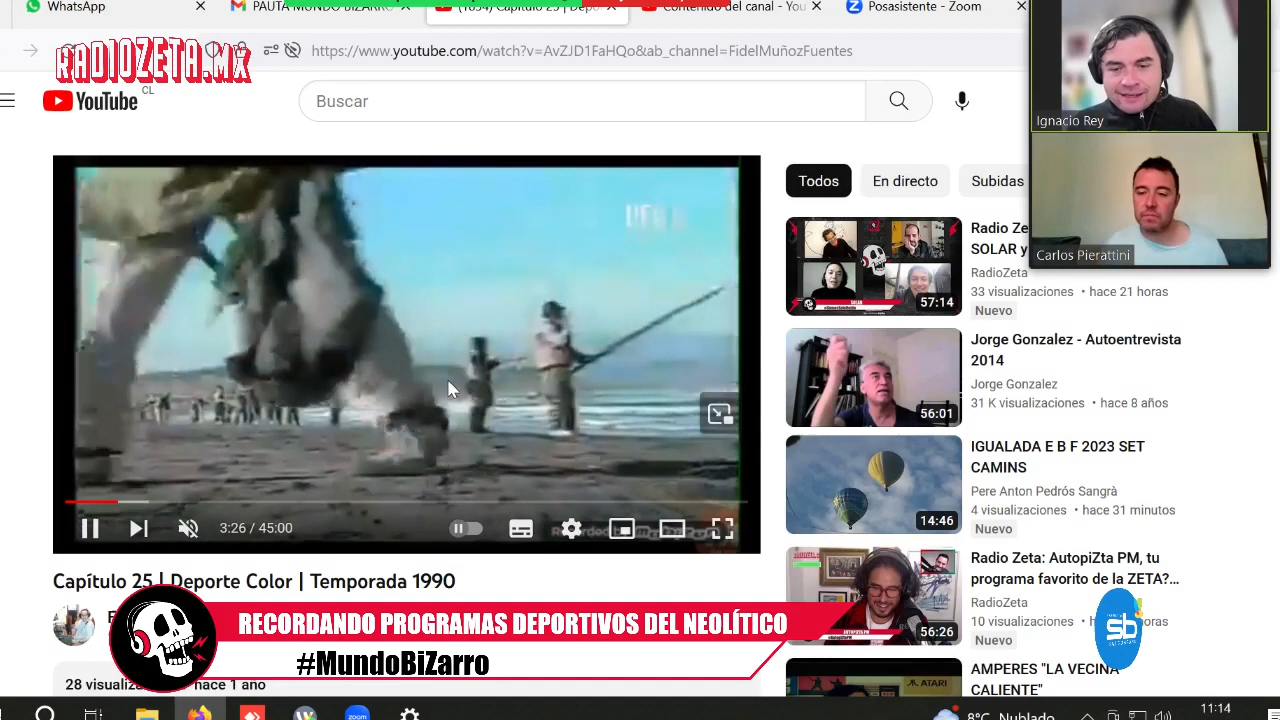 WhatsApp
PAUTA MUNDO BIZARRO
(1654) Capítulo 25 | Depo
Contenido del canal - You
Posasistente - Zoom
https://www.youtube.com/watch?v=AvZJD1FaHQo&ab_channel=FidelMuñozFuentes
RADIOZETA.MX
YouTube CL
Buscar
Ignacio Rey
Carlos Pierattini
Todos
En directo
Subidas
Radio Ze
SOLAR y
RadioZeta
33 visualizaciones • hace 21 horas
Nuevo
57:14
Jorge Gonzalez - Autoentrevista
2014
Jorge Gonzalez
31 K visualizaciones • hace 8 años
56:01
IGUALADA E B F 2023 SET
CAMINS
Pere Anton Pedrós Sangrà
4 visualizaciones • hace 31 minutos
Nuevo
14:46
Radio Zeta: AutopiZta PM, tu
programa favorito de la ZETA?...
RadioZeta
10 visualizaciones • h oras
Nuevo
56:26
sb
AMPERES "LA VECINA
CALIENTE"
ATARI
3:26 / 45:00
Capítulo 25 | Deporte Color | Temporada 1990
RECORDANDO PROGRAMAS DEPORTIVOS DEL NEOLÍTICO
#MundoBiZarro
28 visualiza hace 1 año
zoom
8°C Nublado
11:14